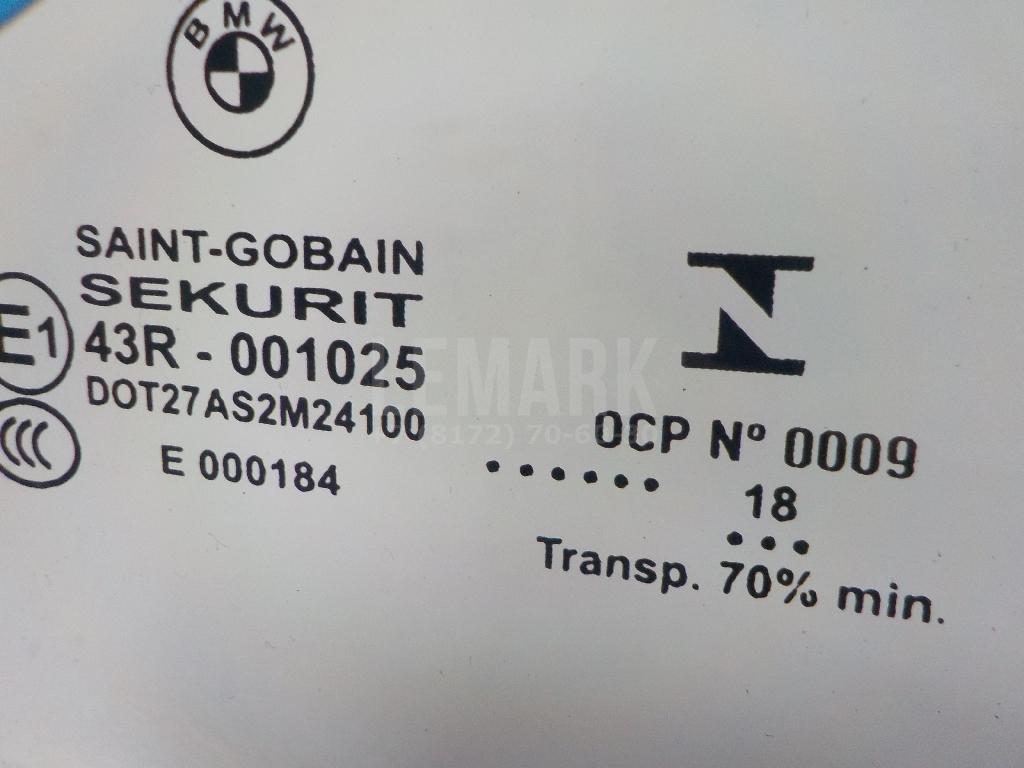 BMW
SAINT-GOBAIN
SEKURIT
E1
43R - 001025
DOT27AS2M24100
CCC
E 000184
OCP Nº 0009
18
Transp. 70% min.